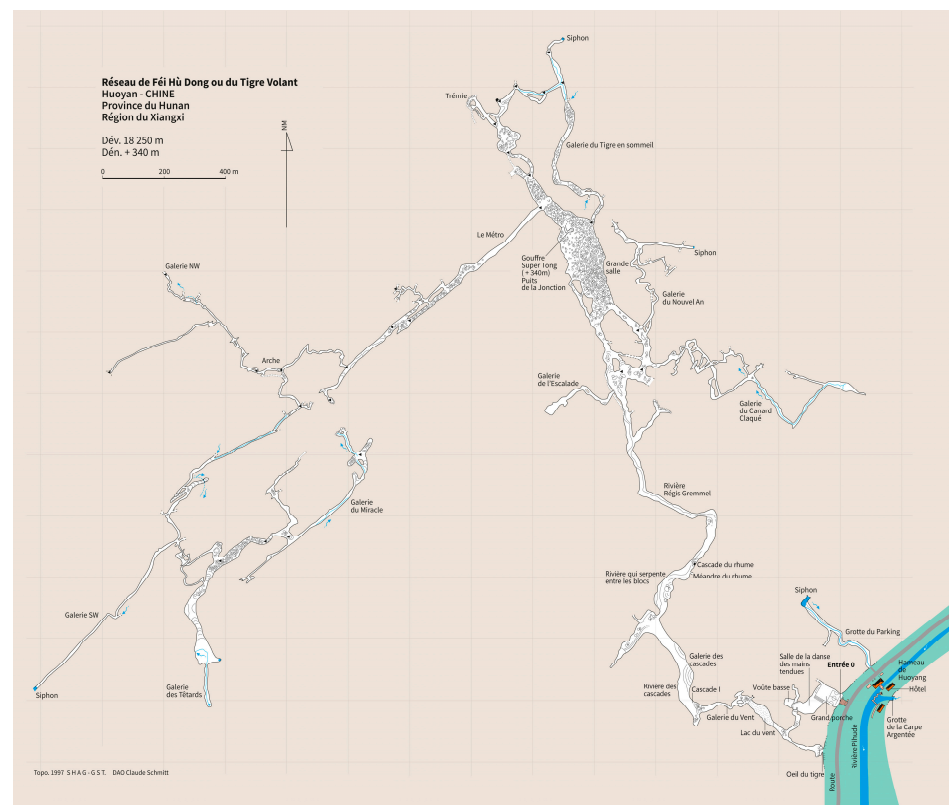 Siphon
Réseau de Féi Hù Dong ou du Tigre Volant
Huoyan - CHINE
Province du Hunan
Région du Xiangxi
Dév. 18 250 m
Dén. + 340 m
0 200 400 m
NM
Trémie
Galerie du Tigre en sommeil
Le Métro
Siphon
Gouffre
Super Tong
( + 340m)
Puits
de la Jonction
Grande
salle
Galerie NW
Galerie
du Nouvel An
Arche
Galerie
de l'Escalade
Galerie
du Canard
Claqué
Rivière
Régis Grommel
Galerie
du Miracle
Cascade du rhume
Méandre du rhume
Rivière qui serpente
entre les blocs
Siphon
Galerie SW
Grotte du Parking
Galerie des
cascades
Salle de la danse
des mains
tendues
Entrée 0
Hameau
de
Huoyang
Hôtel
Siphon
Galerie
des Têtards
Rivière des
cascades
Cascade I
Voûte basse
Galerie du Vent
Grand porche
Grotte
de la Carpe
Argentée
Lac du vent
Rivière Pihude
Oeil du tigre
Route
Topo. 1997 S H A G - G S T. DAO Claude Schmitt